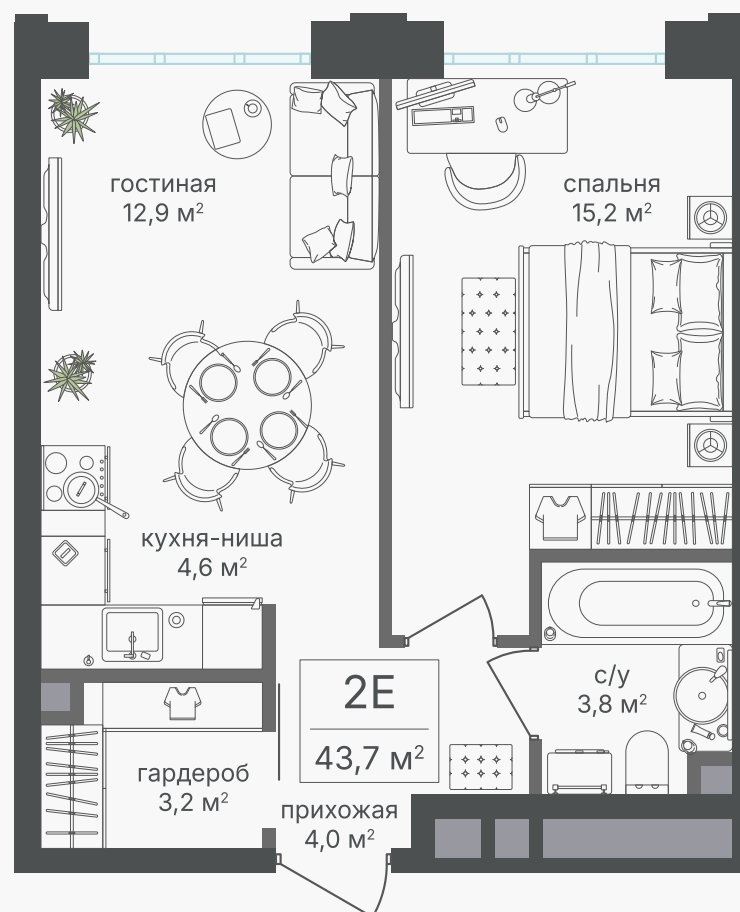 гостиная
12,9 м²
спальня
15,2 м²
кухня-ниша
4,6 м²
с/у
3,8 м²
2Е
43,7 м²
гардероб
3,2 м²
прихожая
4,0 м²